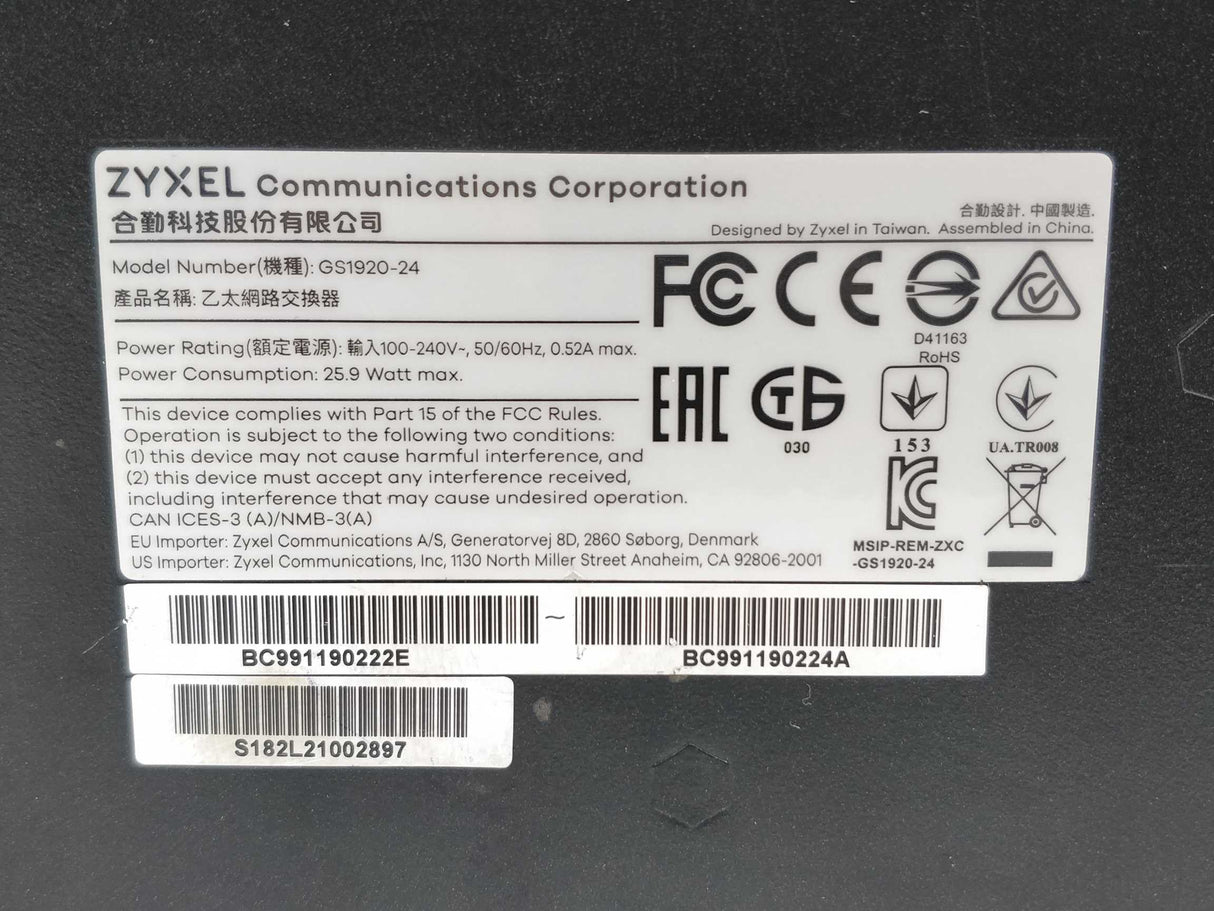 ZYXEL Communications Corporation
合勤科技股份有限公司
合勤設計. 中國製造.
Designed by Zyxel in Taiwan. Assembled in China.
Model Number(機種): GS1920-24
產品名稱: 乙太網路交換器
Power Rating(額定電源): 輸入100-240V~, 50/60Hz, 0.52A max.
Power Consumption: 25.9 Watt max.
This device complies with Part 15 of the FCC Rules.
Operation is subject to the following two conditions:
(1) this device may not cause harmful interference, and
(2) this device must accept any interference received,
including interference that may cause undesired operation.
CAN ICES-3 (A)/NMB-3(A)
EU Importer: Zyxel Communications A/S, Generatorvej 8D, 2860 Søborg, Denmark
US Importer: Zyxel Communications, Inc, 1130 North Miller Street Anaheim, CA 92806-2001
FCC CE
D41163
RoHS
EAC СТБ
030
153
UA.TR008
KC
MSIP-REM-ZXC
-GS1920-24
BC991190222E ~ BC991190224A
S182L21002897